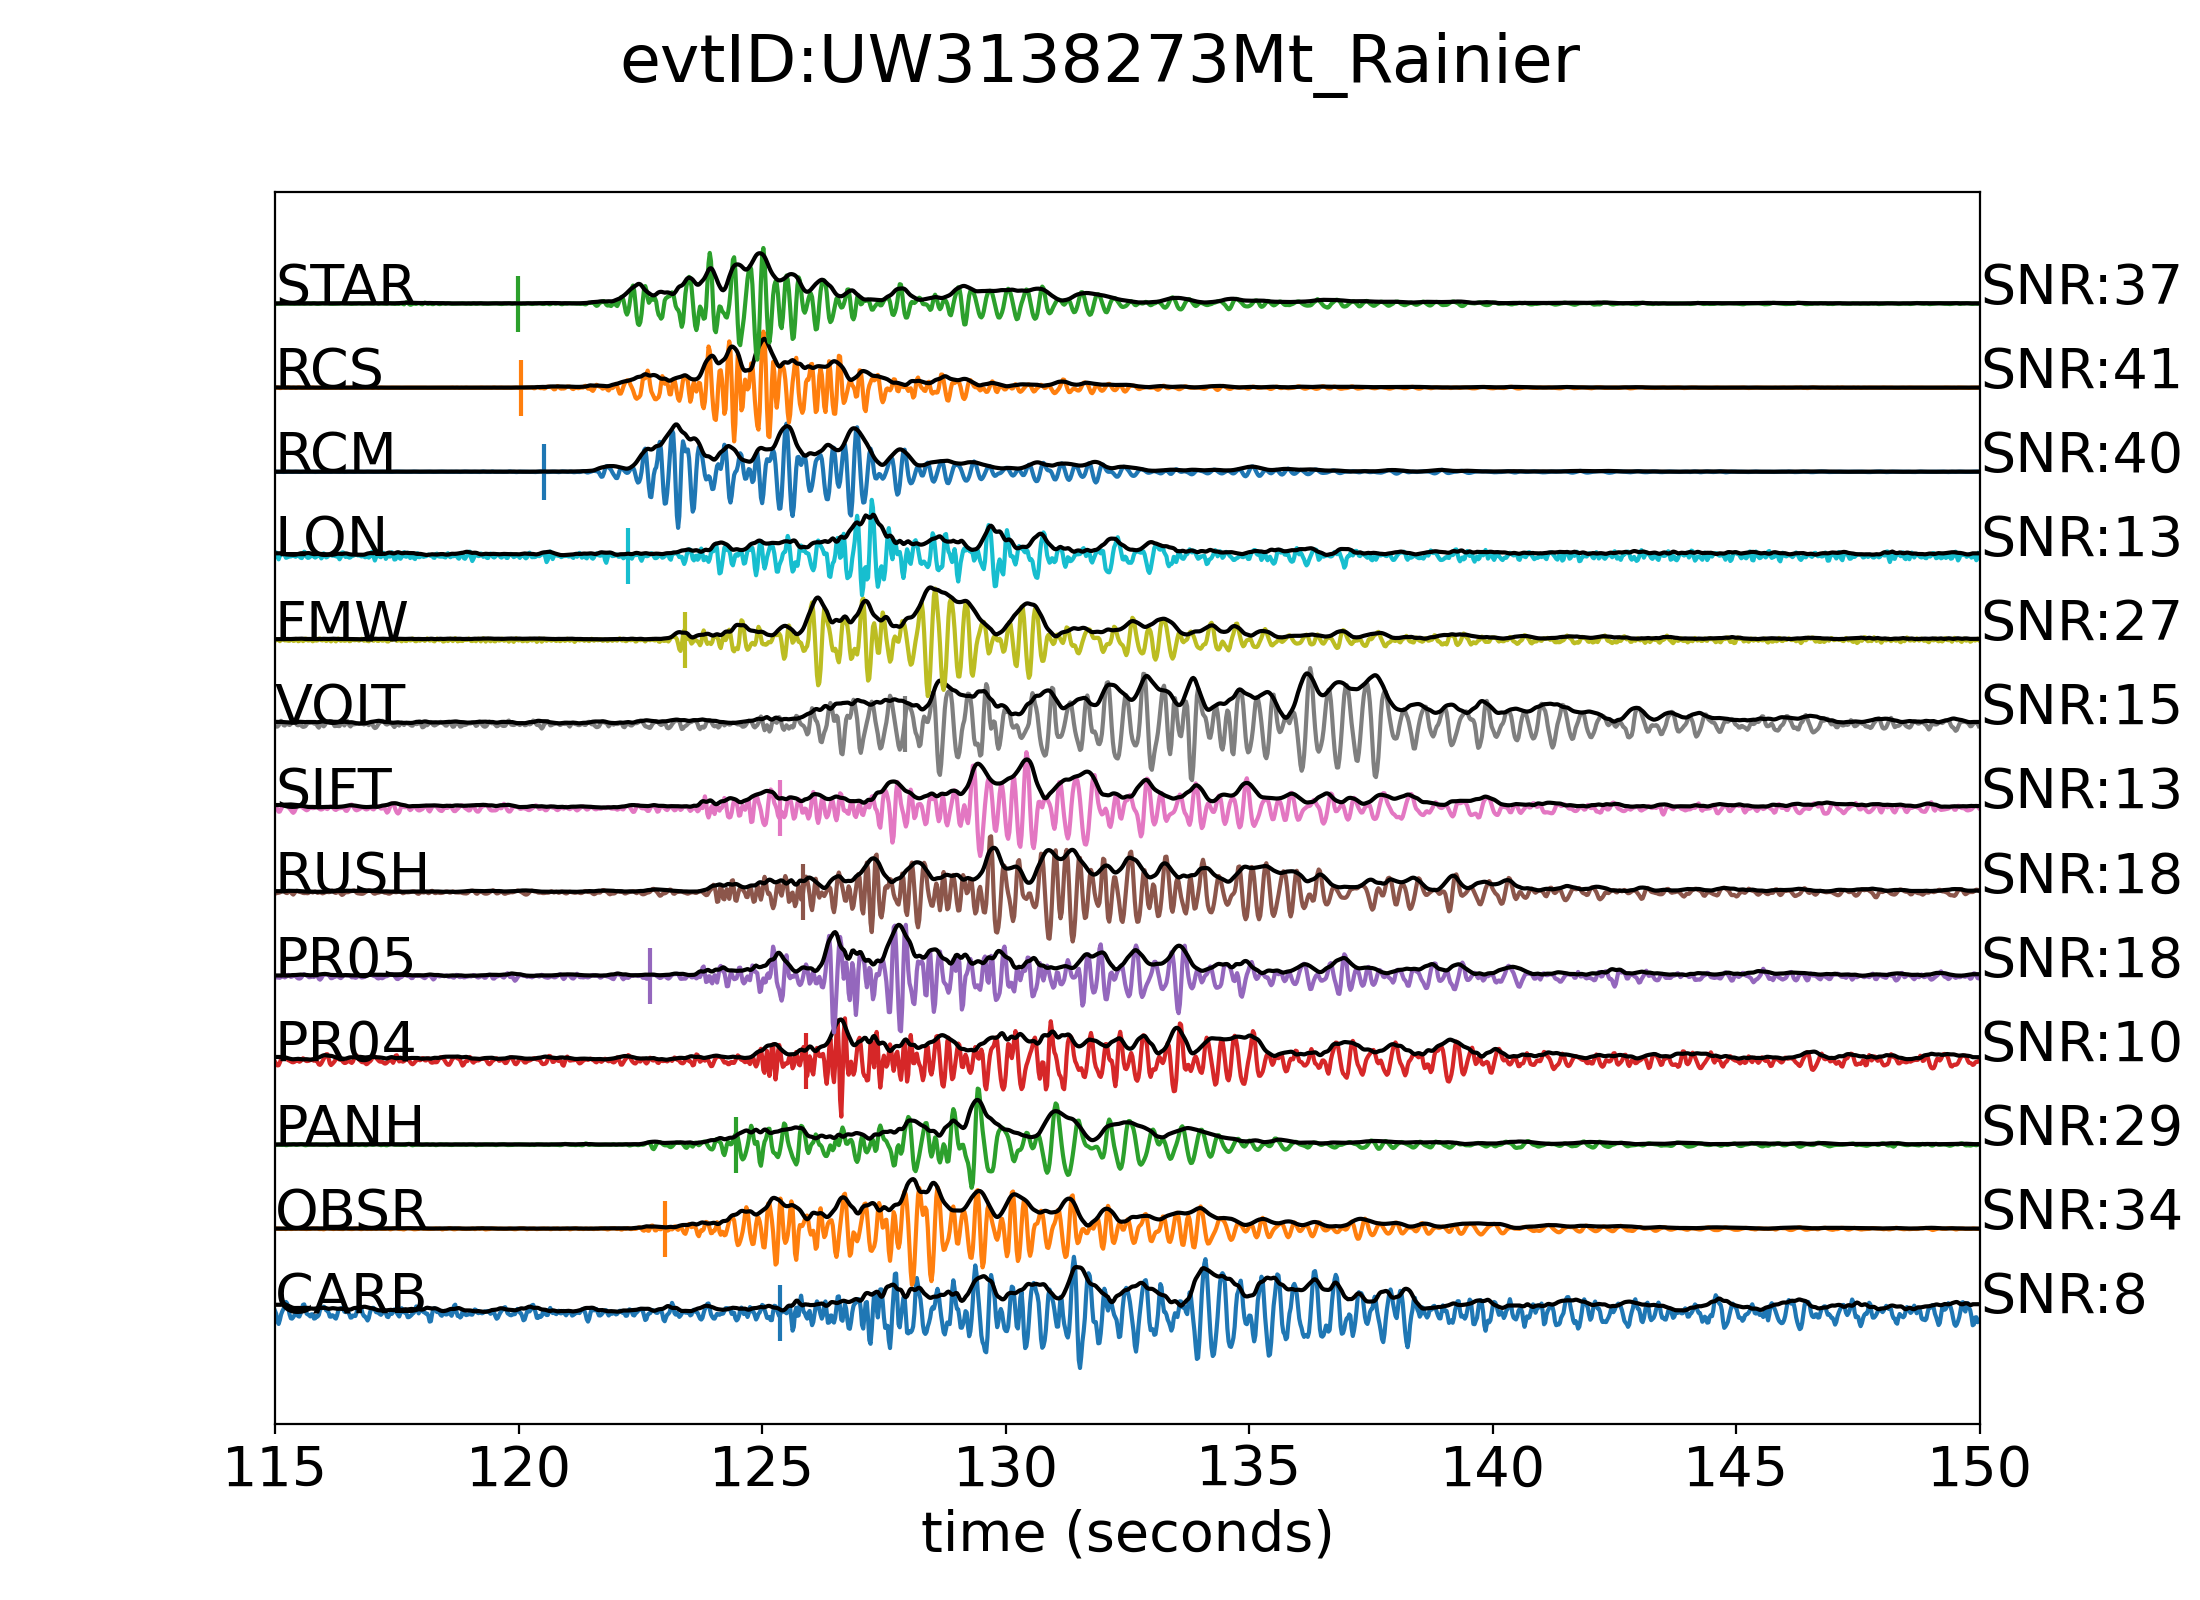 evtID:UW3138273Mt_Rainier
STAR SNR:37
RCS SNR:41
RCM SNR:40
LON SNR:13
FMW SNR:27
VOIT SNR:15
SIFT SNR:13
RUSH SNR:18
PR05 SNR:18
PR04 SNR:10
PANH SNR:29
OBSR SNR:34
CARB SNR:8
115 120 125 130 135 140 145 150
time (seconds)